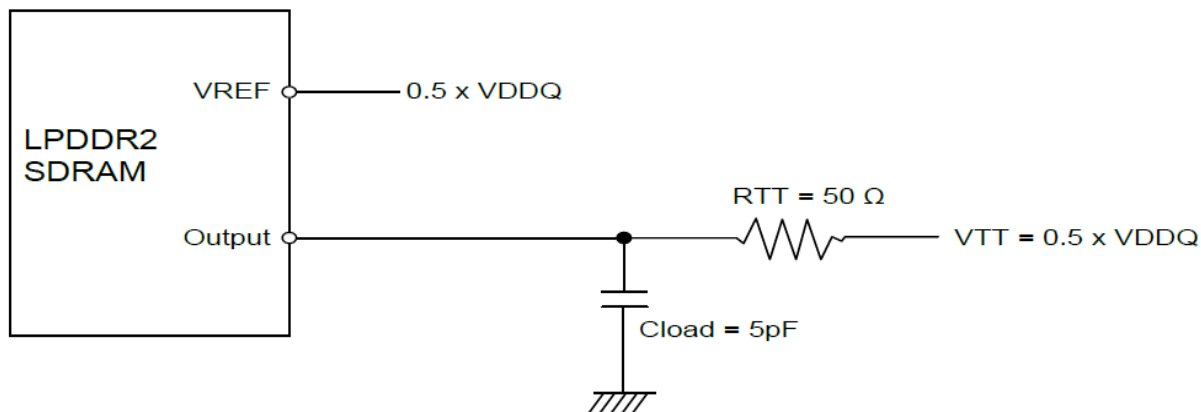 VREF
0.5 x VDDQ
LPDDR2
SDRAM
RTT = 50 Ω
Output
VTT = 0.5 x VDDQ
Cload = 5pF